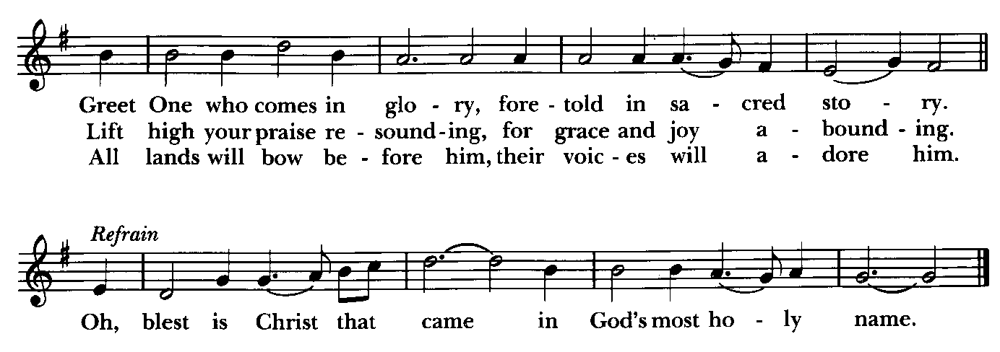 Greet One who comes in glo - ry, fore - told in sa - cred sto - ry.
Lift high your praise re - sound - ing, for grace and joy a - bound - ing.
All lands will bow be - fore him, their voic - es will a - dore him.
Refrain
Oh, blest is Christ that came in God's most ho - ly name.